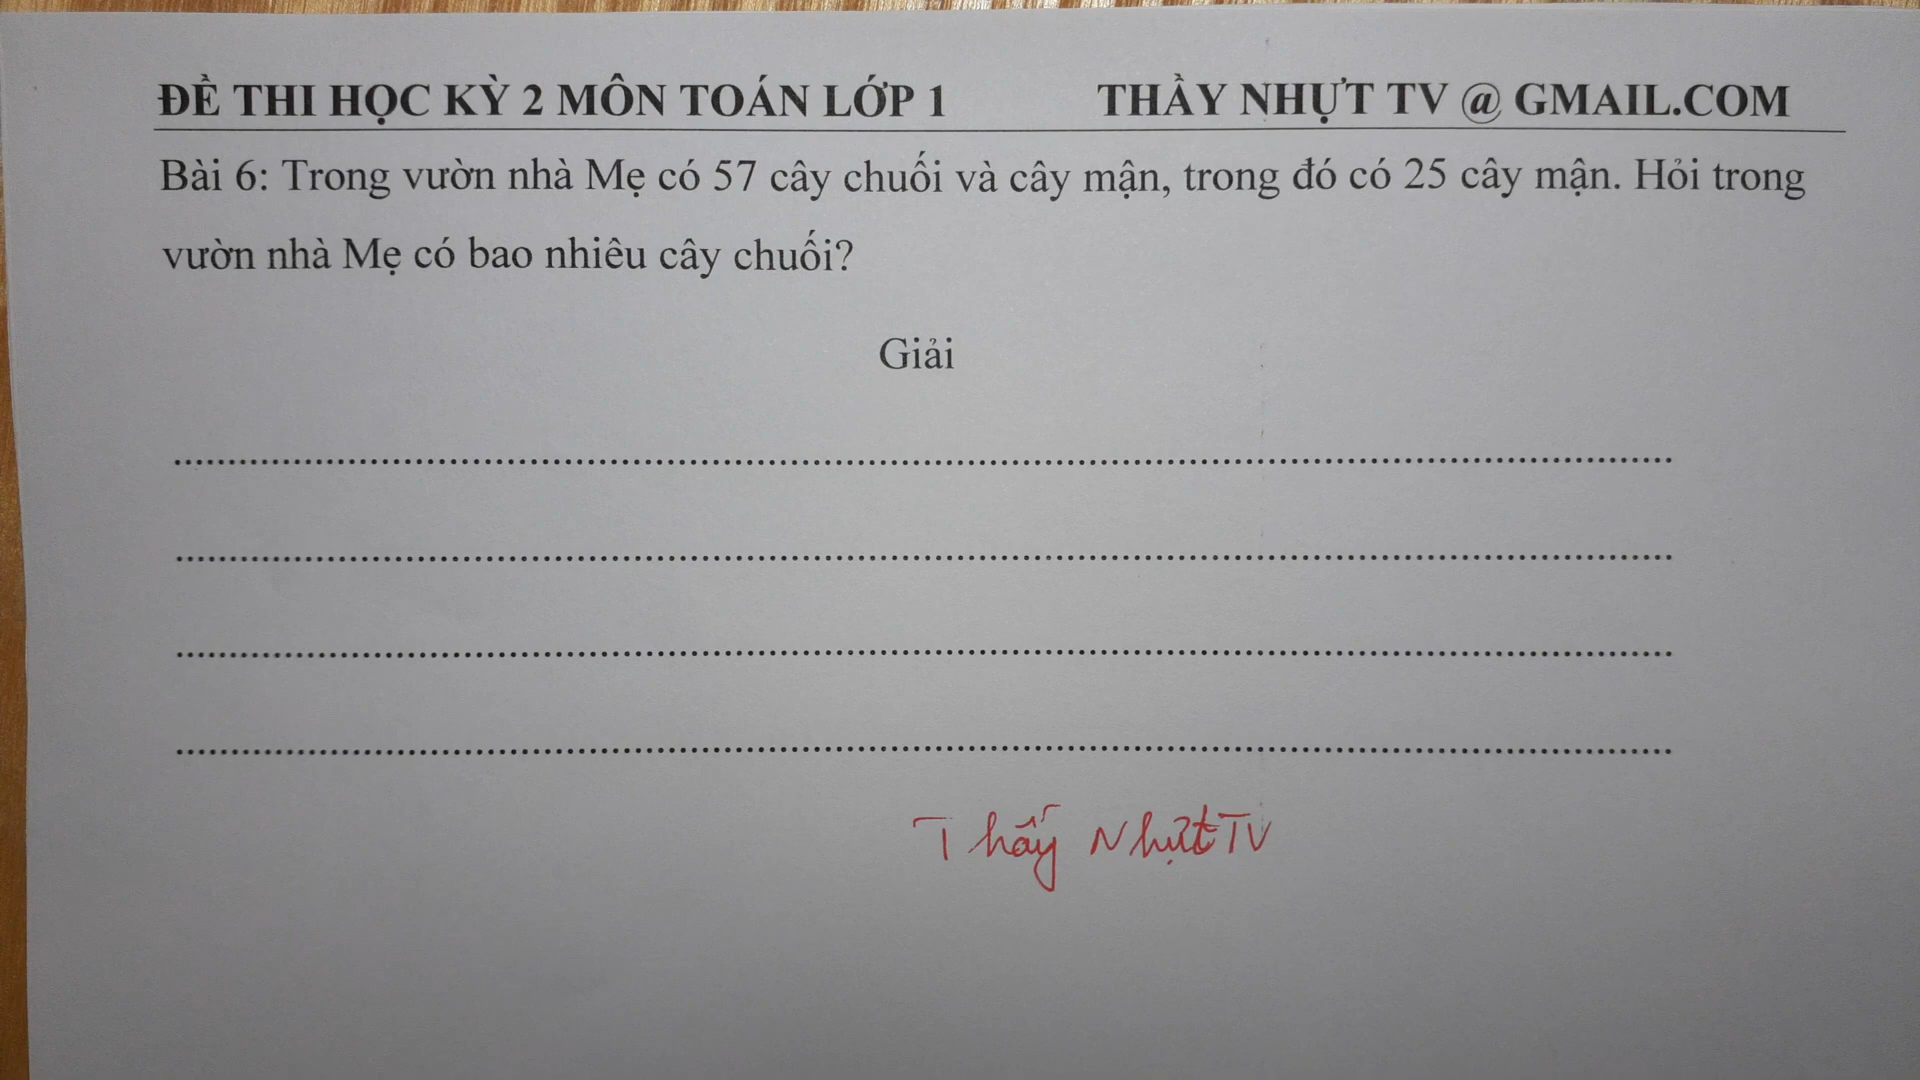 ĐỀ THI HỌC KỲ 2 MÔN TOÁN LỚP 1 THẦY NHỰT TV @ GMAIL.COM
Bài 6: Trong vườn nhà Mẹ có 57 cây chuối và cây mận, trong đó có 25 cây mận. Hỏi trong
vườn nhà Mẹ có bao nhiêu cây chuối?
Giải
Thấy Nhựt TV